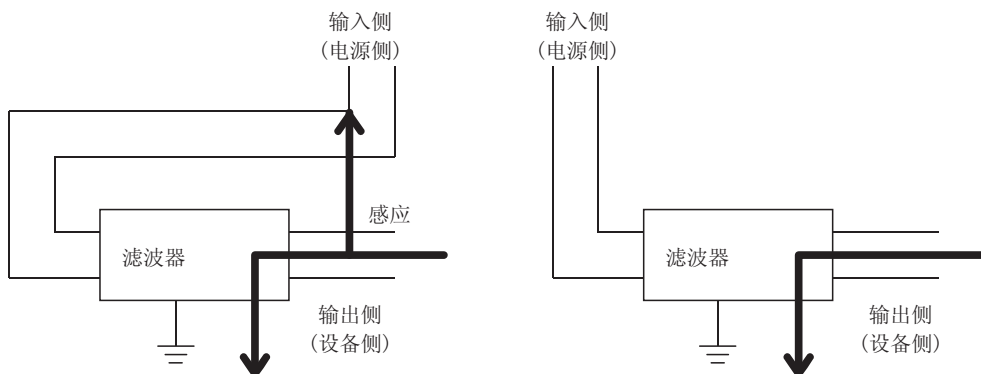 输入侧
(电源侧)
感应
滤波器
输出侧
(设备侧)
输入侧
(电源侧)
滤波器
输出侧
(设备侧)